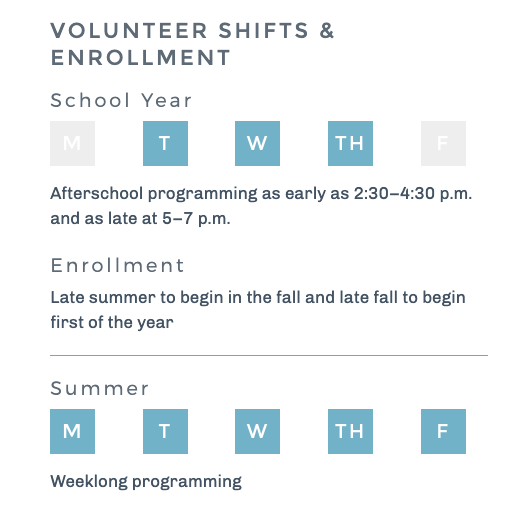 VOLUNTEER SHIFTS &
ENROLLMENT
School Year
M T W TH F
Afterschool programming as early as 2:30–4:30 p.m.
and as late at 5–7 p.m.
Enrollment
Late summer to begin in the fall and late fall to begin
first of the year
Summer
M T W TH F
Weeklong programming